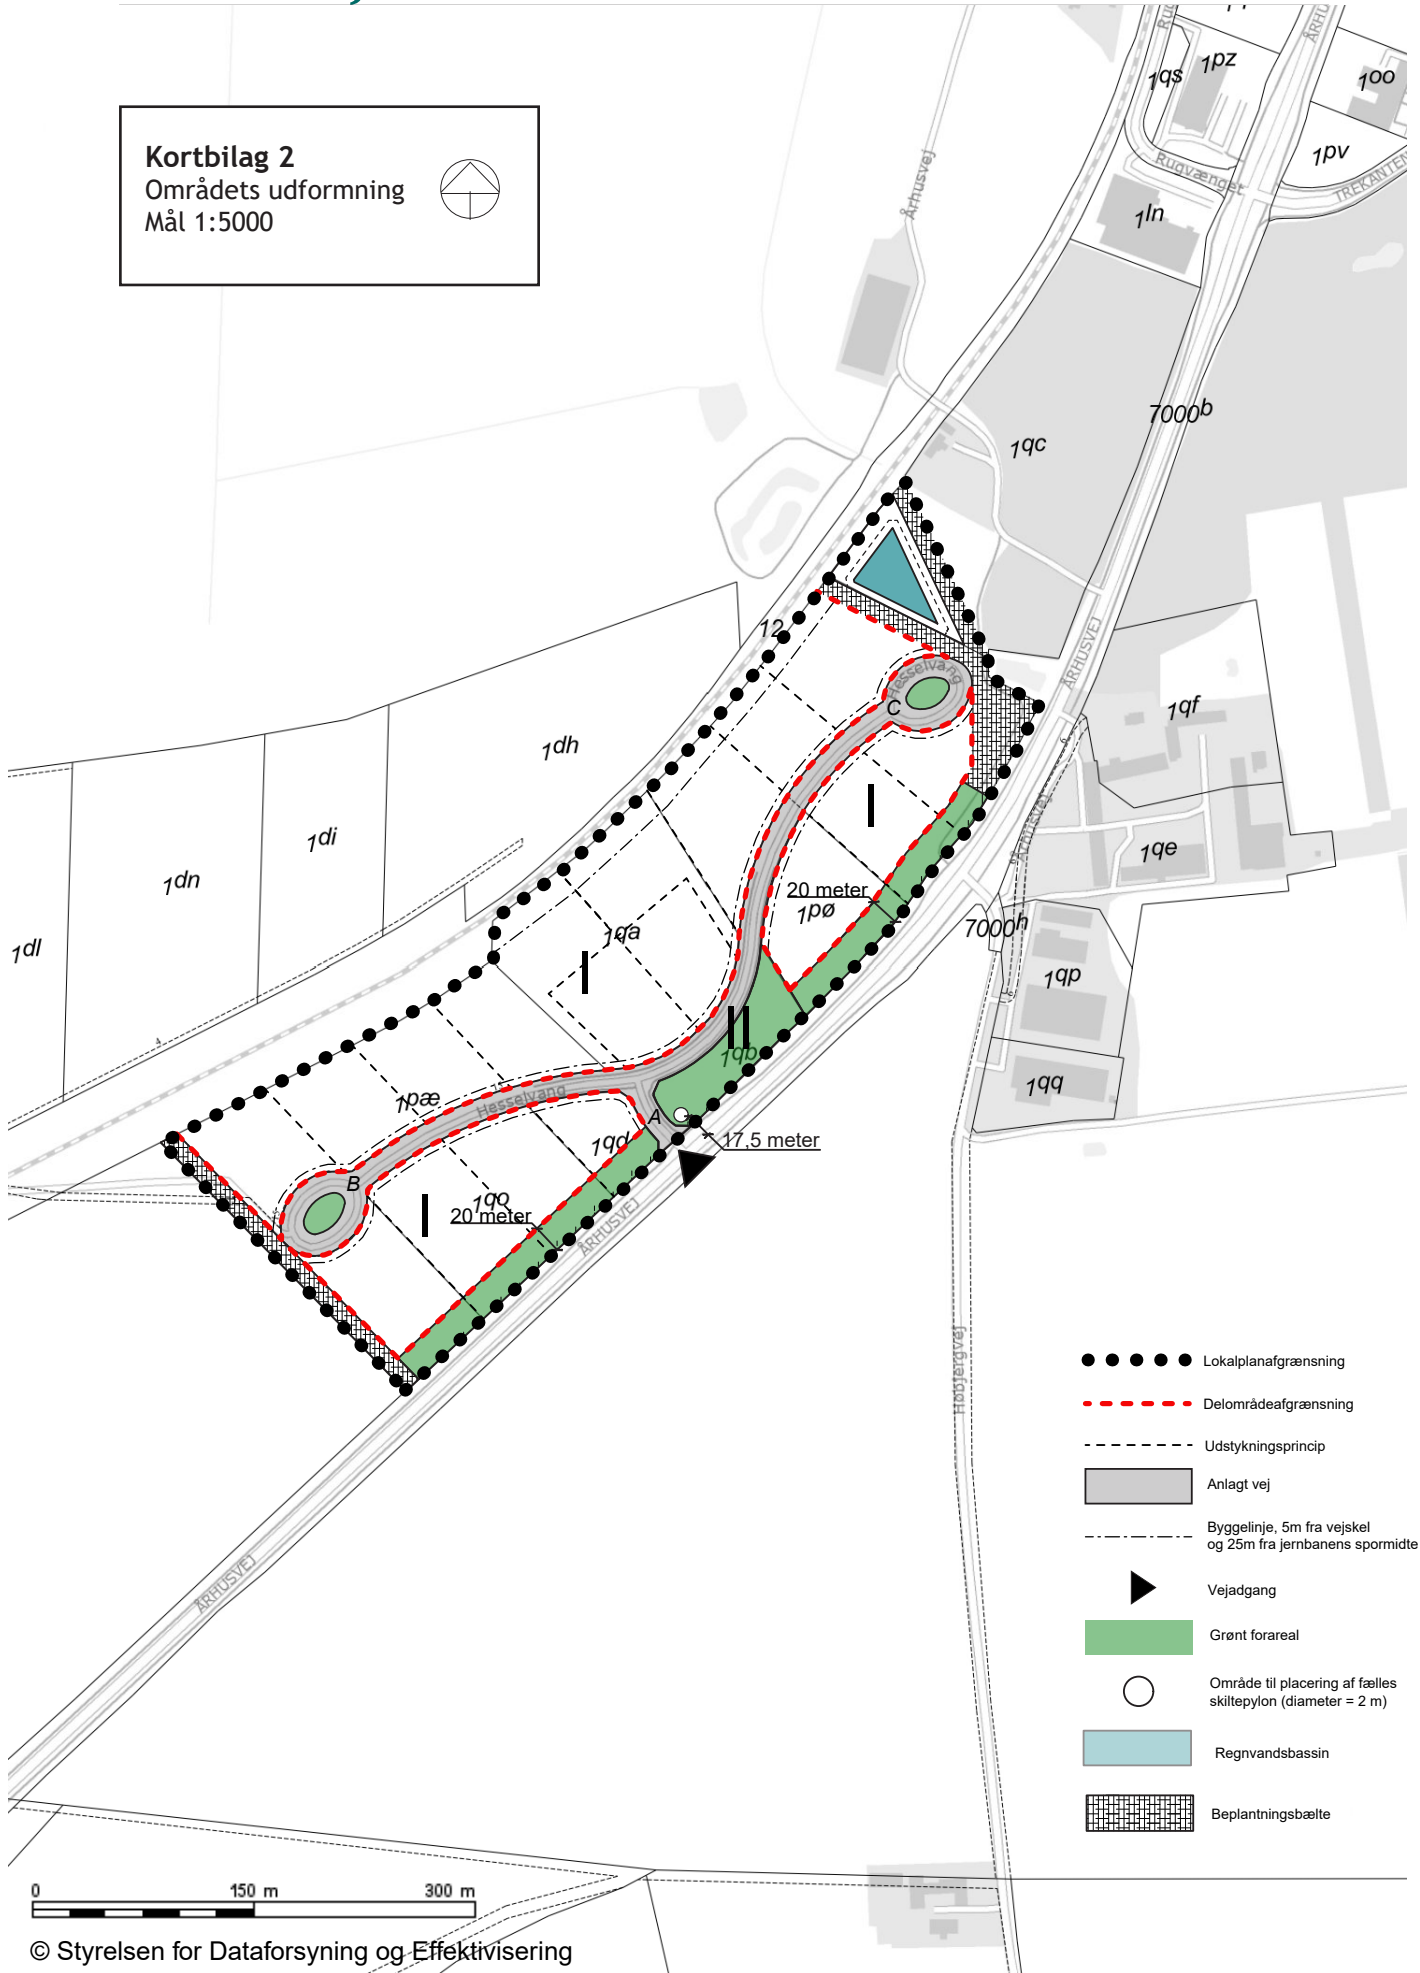 Kortbilag 2
Områdets udformning
Mål 1:5000
ÅRHU
1qs
1pz
1oo
1pv
Rugvænget
TREKANTEN
1ln
Århusvej
7000b
1qc
12
Hesselvang
C
ÅRHUSVEJ
1qf
1dh
1di
1dn
1dl
I
Århusvej
1qe
20 meter
1pø
7000h
1qa
I
1qp
II
1qb
1qq
1pæ
Hesselvang
A
1qd
17,5 meter
B
1qo
I
20 meter
ÅRHUSVEJ
Hobjergvej
ÅRHUSVEJ
Lokalplanafgrænsning
Delområdeafgrænsning
Udstykningsprincip
Anlagt vej
Byggelinje, 5m fra vejskel
og 25m fra jernbanens spormidte
Vejadgang
Grønt forareal
Område til placering af fælles
skiltepylon (diameter = 2 m)
Regnvandsbassin
Beplantningsbælte
0 150 m 300 m
© Styrelsen for Dataforsyning og Effektivisering